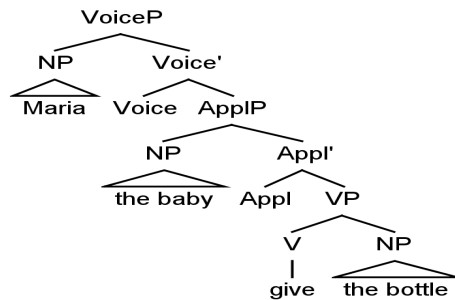 VoiceP
NP Voice'
Maria Voice ApplP
NP Appl'
the baby Appl VP
V NP
give the bottle